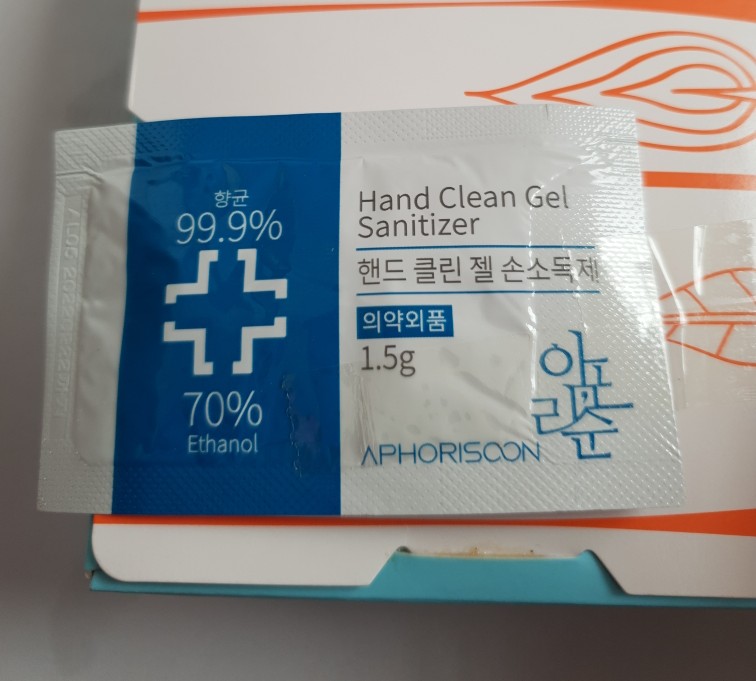 향균
99.9%
70%
Ethanol
Hand Clean Gel
Sanitizer
핸드 클린 젤 손소독제
의약외품
1.5g
아포
리순
APHORISOON